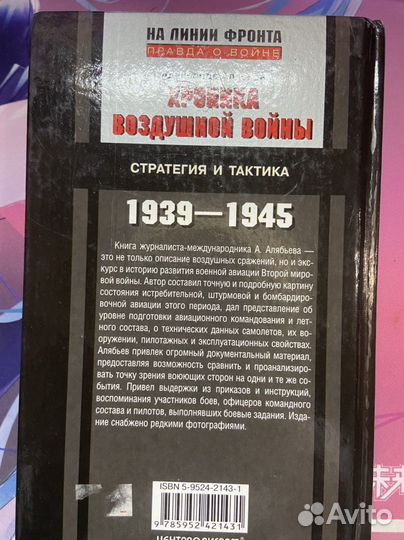 НА ЛИНИИ ФРОНТА
ПРАВДА О ВОЙНЕ
ХРОНИКА
ВОЗДУШНОЙ ВОЙНЫ
СТРАТЕГИЯ И ТАКТИКА
1939—1945
Книга журналиста-международника А. Алябьева —
это не только описание воздушных сражений, но и экс-
курс в историю развития военной авиации Второй миро-
вой войны. Автор составил точную и подробную картину
состояния истребительной, штурмовой и бомбардиро-
вочной авиации этого периода, дал представление об
уровне подготовки авиационного командования и лет-
ного состава, о технических данных самолетов, их во-
оружении, пилотажных и эксплуатационных свойствах.
Алябьев привлек огромный документальный материал,
предоставляя возможность сравнить и проанализиро-
вать точку зрения воюющих сторон на одни и те же со-
бытия. Привел выдержки из приказов и инструкций,
воспоминания участников боев, офицеров командного
состава и пилотов, выполнявших боевые задания. Изда-
ние снабжено редкими фотографиями.
ISBN 5-9524-2143-1
9 785952 421431
ЦЕНТРПОЛИГРАФ
Avito